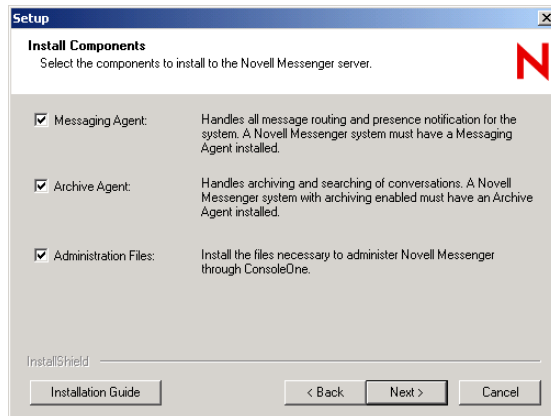 Setup
Install Components
Select the components to install to the Novell Messenger server.
N
Messaging Agent:
Handles all message routing and presence notification for the
system. A Novell Messenger system must have a Messaging
Agent installed.
Archive Agent:
Handles archiving and searching of conversations. A Novell
Messenger system with archiving enabled must have an Archive
Agent installed.
Administration Files:
Install the files necessary to administer Novell Messenger
through ConsoleOne.
InstallShield
Installation Guide
< Back
Next >
Cancel